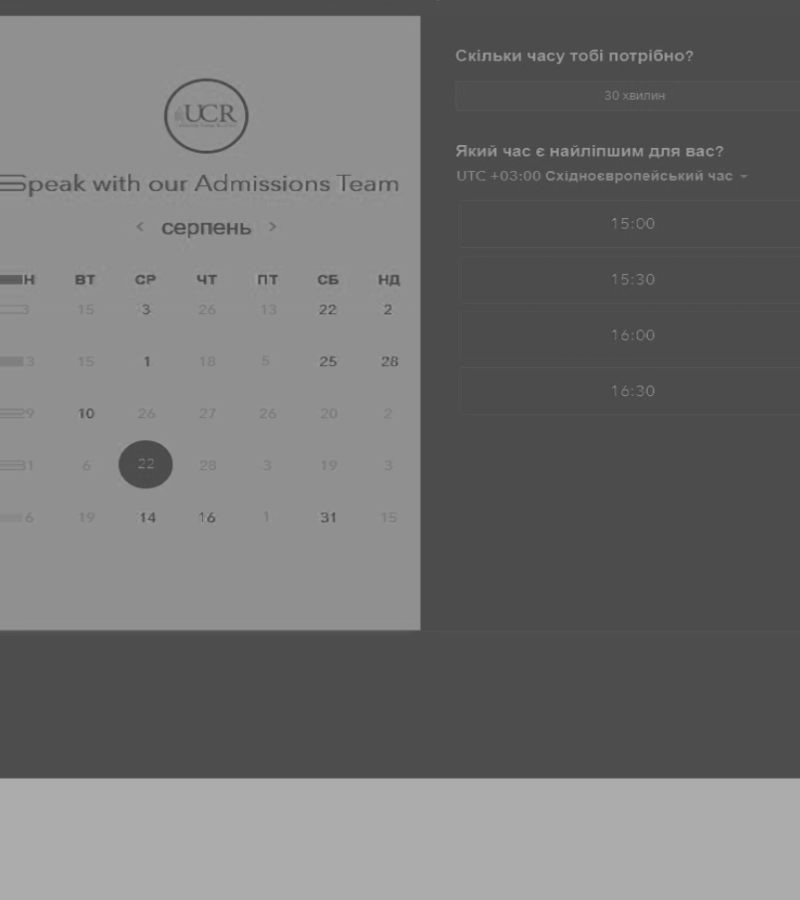 UCR
Speak with our Admissions Team
< серпень >
Н ВТ СР ЧТ ПТ СБ НД
3 15 3 26 13 22 2
3 15 1 18 5 25 28
29 10 26 27 26 20 2
31 6 22 28 3 19 3
6 19 14 16 1 31 15
Скільки часу тобі потрібно?
30 хвилин
Який час є найліпшим для вас?
UTC +03:00 Східноєвропейський час
15:00
15:30
16:00
16:30